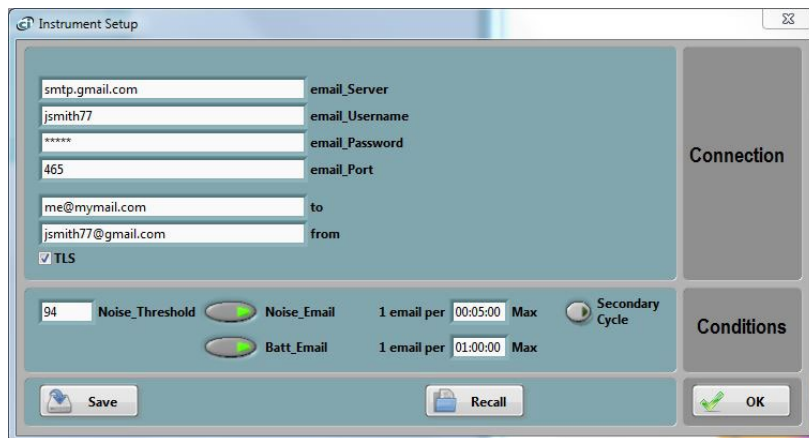 Instrument Setup
smtp.gmail.com email_Server
jsmith77 email_Username
***** email_Password
465 email_Port
me@mymail.com to
jsmith77@gmail.com from
TLS
Connection
94 Noise_Threshold Noise_Email 1 email per 00:05:00 Max Secondary
Cycle
Batt_Email 1 email per 01:00:00 Max
Conditions
Save Recall OK